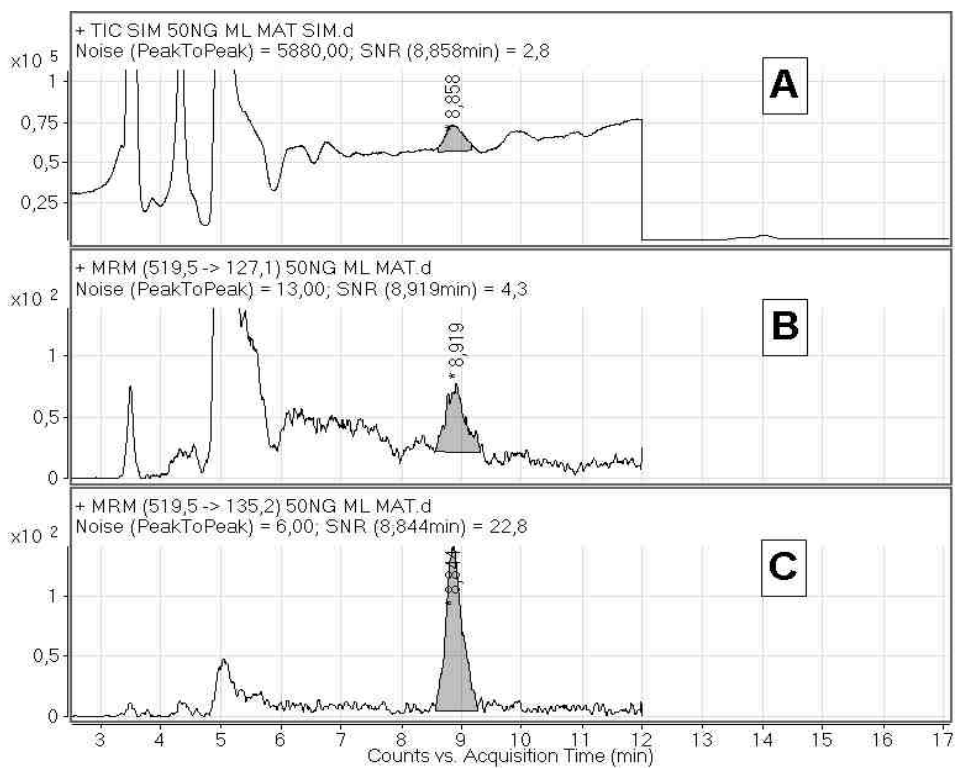 + TIC SIM 50NG ML MAT SIM.d
Noise (PeakToPeak) = 5880,00; SNR (8,858min) = 2,8
x10 5
1
0,75
0,5
0,25
* 8,858
A
+ MRM (519,5 -> 127,1) 50NG ML MAT.d
Noise (PeakToPeak) = 13,00; SNR (8,919min) = 4,3
x10 2
1
0,5
0
* 8,919
B
+ MRM (519,5 -> 135,2) 50NG ML MAT.d
Noise (PeakToPeak) = 6,00; SNR (8,844min) = 22,8
x10 2
1
0,5
0
* 8,844
C
3 4 5 6 7 8 9 10 11 12 13 14 15 16 17
Counts vs. Acquisition Time (min)